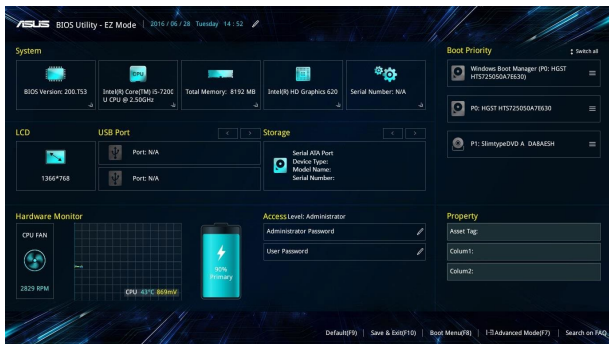 ASUS BIOS Utility - EZ Mode 2016/06/28 Tuesday 14:52
System
BIOS Version: 200.T53
CPU
Intel(R) Core(TM) i5-7200
U CPU @ 2.50GHz
Total Memory: 8192 MB
Intel(R) HD Graphics 620
Serial Number: N/A
Boot Priority
Switch all
Windows Boot Manager (P0: HGST
HTS725050A7E630)
P0: HGST HTS725050A7E630
P1: SlimtypeDVD A DA8AESH
LCD
1366*768
USB Port
Port: N/A
Port: N/A
Storage
Serial ATA Port
Device Type:
Model Name:
Serial Number:
Hardware Monitor
CPU FAN
2829 RPM
CPU 43°C 869mV
90%
Primary
Access Level: Administrator
Administrator Password
User Password
Property
Asset Tag:
Colum1:
Colum2:
Default(F9) | Save & Exit(F10) | Boot Menu(F8) | Advanced Mode(F7) | Search on FAQ